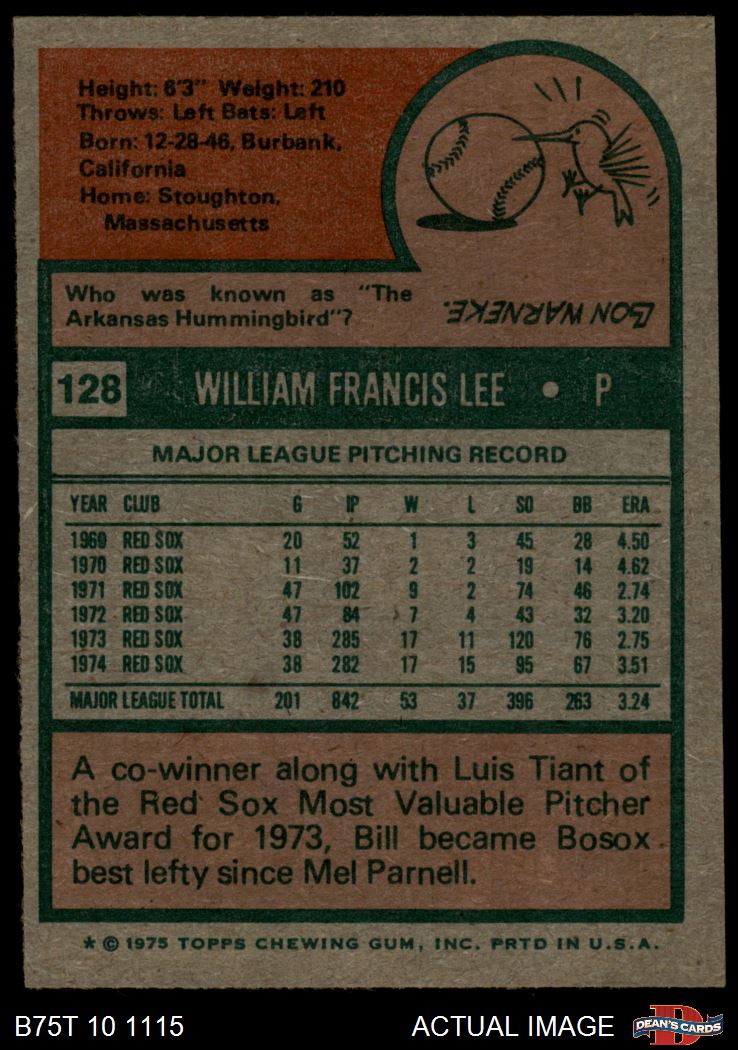 Height: 6'3" Weight: 210
Throws: Left Bats: Left
Born: 12-28-46, Burbank,
California
Home: Stoughton,
Massachusetts
Who was known as "The
Arkansas Hummingbird"?
LON WARNEKE.
128 WILLIAM FRANCIS LEE • P
MAJOR LEAGUE PITCHING RECORD
YEAR CLUB G IP W L SO BB ERA
1969 RED SOX 20 52 1 3 45 28 4.50
1970 RED SOX 11 37 2 2 19 14 4.62
1971 RED SOX 47 102 9 2 74 46 2.74
1972 RED SOX 47 84 7 4 43 32 3.20
1973 RED SOX 38 285 17 11 120 76 2.75
1974 RED SOX 38 282 17 15 95 67 3.51
MAJOR LEAGUE TOTAL 201 842 53 37 396 263 3.24
A co-winner along with Luis Tiant of
the Red Sox Most Valuable Pitcher
Award for 1973, Bill became Bosox
best lefty since Mel Parnell.
* © 1975 TOPPS CHEWING GUM, INC. PRTD IN U.S.A.
B75T 10 1115 ACTUAL IMAGE DEAN'S CARDS